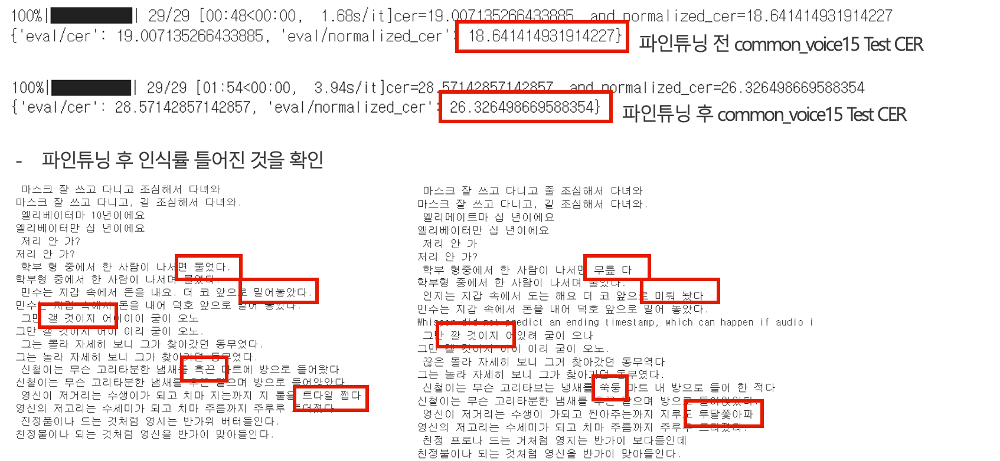 100%| | 29/29 [00:48<00:00, 1.68s/it]cer=19.007135266433885, and normalized_cer=18.641414931914227
{'eval/cer': 19.007135266433885, 'eval/normalized_cer': 18.641414931914227}
파인튜닝 전 common_voice15 Test CER
100%| | 29/29 [01:54<00:00, 3.94s/it]cer=28.57142857142857, and normalized_cer=26.326498669588354
{'eval/cer': 28.57142857142857, 'eval/normalized_cer': 26.326498669588354}
파인튜닝 후 common_voice15 Test CER
- 파인튜닝 후 인식률 틀어진 것을 확인
마스크 잘 쓰고 다니고 조심해서 다녀와
마스크 잘 쓰고 다니고, 길 조심해서 다녀와.
엘리베이터마 10년이에요
엘리베이터만 십 년이에요
저리 안 가?
저리 안 가?
학부 형 중에서 한 사람이 나서면 물었다.
학부형 중에서 한 사람이 나서며 물었다.
민수는 지갑 속에서 돈을 내요. 더 코 앞으로 밀어놓았다.
민수는 지갑 속에서 돈을 내어 덕호 앞으로 밀어 놓았다.
그만 갤 것이지 어이이이 굳이 오노
그만 갤 것이지 어이 이리 굳이 오노.
그는 몰라 자세히 보니 그가 찾아갔던 동무였다.
그는 놀라 자세히 보니 그가 찾아가던 동무였다.
신철이는 무슨 고리타분한 냄새를 흑끈 마트에 방으로 들어왔다
신철이는 무슨 고리타분한 냄새를 후끈 맡으며 방으로 들어앉았다.
영신이 저거리는 수생이가 되고 치마 지는까지 지 룰을 트다일 쩝다
영신의 저고리는 수세미가 되고 치마 주름까지 주루루 뜨더졌다.
진정품이나 드는 것처럼 영시는 반가위 버터들인다.
친정붙이나 되는 것처럼 영신을 반가이 맞아들인다.
마스크 잘 쓰고 다니고 줄 조심해서 다녀와
마스크 잘 쓰고 다니고, 길 조심해서 다녀와.
엘리메이트마 십 년이에요
엘리베이터만 십 년이에요
저리 안 가
저리 안 가?
학부 형중에서 한 사람이 나서면 무릎 다
학부형 중에서 한 사람이 나서며 물었다.
인지는 지갑 속에서 도는 해요 더 코 앞으로 미뤄 놨다
민수는 지갑 속에서 돈을 내어 덕호 앞으로 밀어 놓았다.
Whisper did not predict an ending timestamp, which can happen if audio i
그만 깔 것이지 어있려 굳이 오나
그만 갤 것이지 어이 이리 굳이 오노.
끊은 몰라 자세히 보니 그거 찾아갔던 동무역다
그는 놀라 자세히 보니 그가 찾아가던 동무였다.
신철이는 무슨 고리타브는 냉새를 쑥둥 마트 내 방으로 들어 한 적다
신철이는 무슨 고리타분한 냄새를 후끈 맡으며 방으로 들어앉았다.
영신이 저거리는 수생이 가되고 찐아주는까지 지루도 투달쫓아파
영신의 저고리는 수세미가 되고 치마 주름까지 주루루 뜨더졌다.
친정 프로나 드는 거처럼 영지는 반가이 보다들인데
친정붙이나 되는 것처럼 영신을 반가이 맞아들인다.